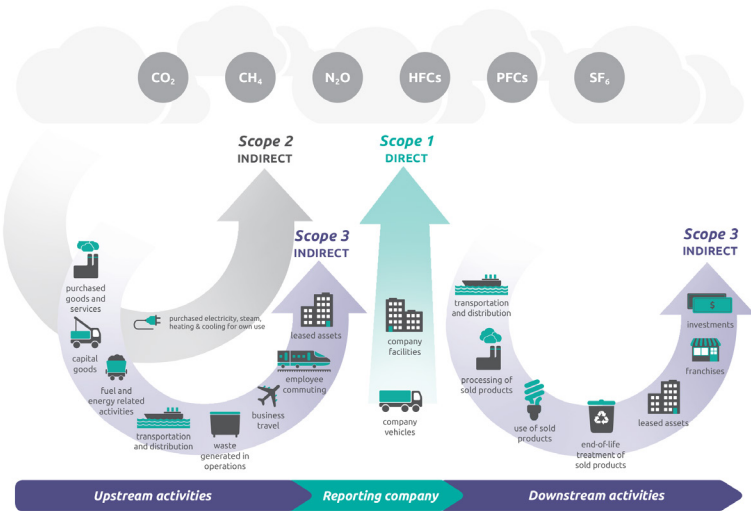 CO2
CH4
N2O
HFCs
PFCs
SF6
Scope 2
INDIRECT
Scope 1
DIRECT
Scope 3
INDIRECT
Scope 3
INDIRECT
purchased
goods and
services
capital
goods
fuel and
energy related
activities
transportation
and distribution
waste
generated in
operations
business
travel
employee
commuting
leased assets
purchased electricity, steam,
heating & cooling for own use
company
facilities
company
vehicles
transportation
and distribution
processing of
sold products
use of sold
products
end-of-life
treatment of
sold products
leased assets
franchises
$
investments
Upstream activities
Reporting company
Downstream activities